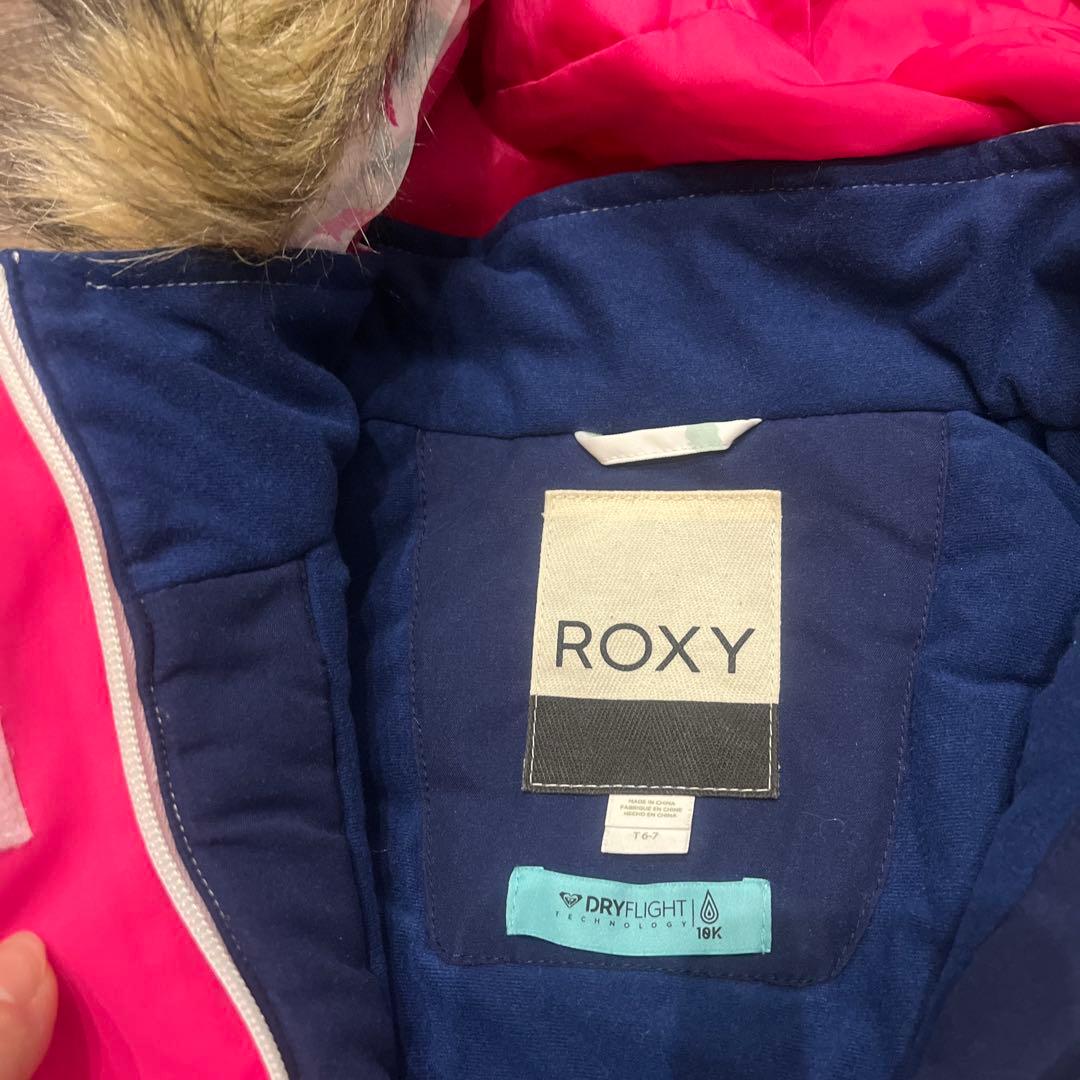 ROXY
MADE IN CHINA
FABRIQUÉ EN CHINE
HECHO EN CHINA
T 6-7
DRYFLIGHT
TECHNOLOGY
10K